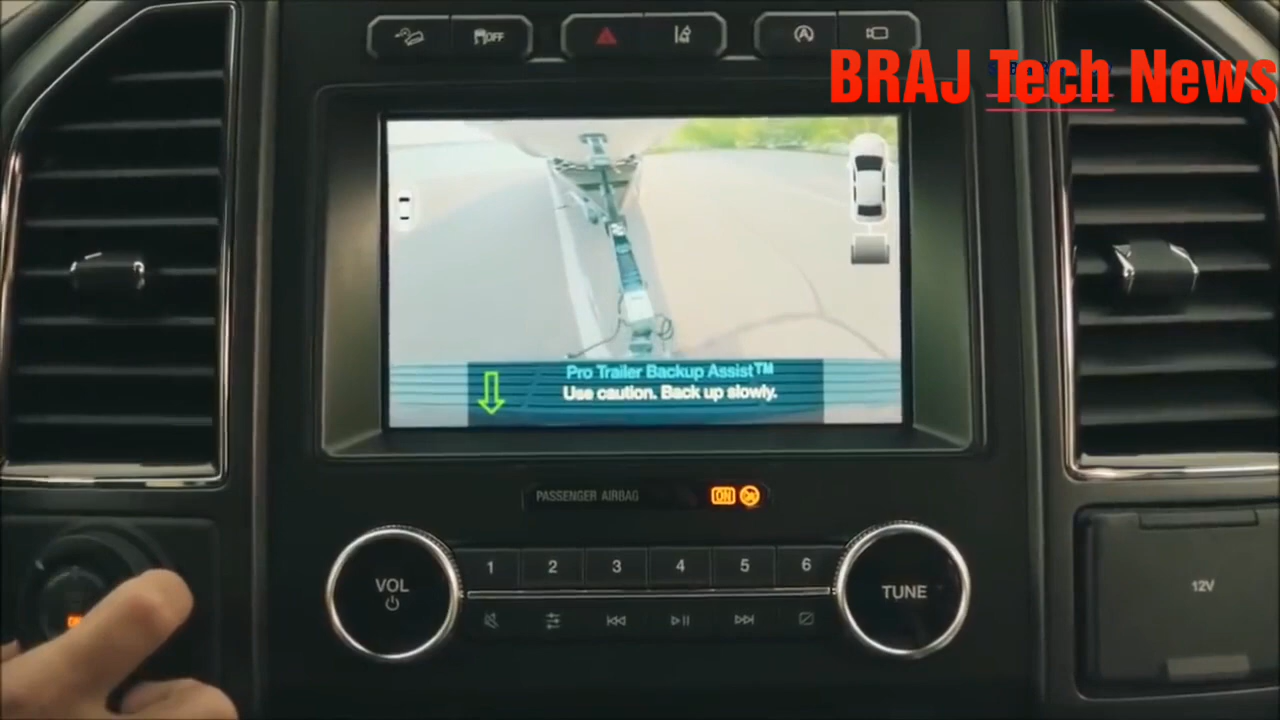 OFF
BRAJ Tech News
Pro Trailer Backup Assist™
Use caution. Back up slowly.
PASSENGER AIRBAG
ON
VOL
1 2 3 4 5 6
TUNE
12V